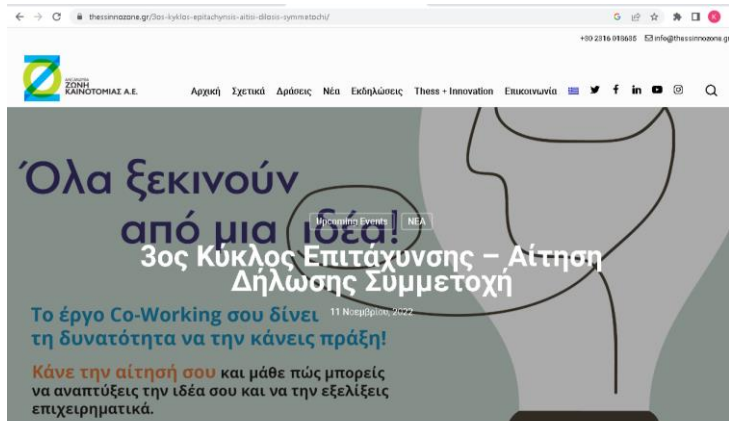 thessinnozone.gr/3os-kyklos-epitachynsis-aitisi-dilosis-symmetochi/
info@thessinnozone.gr
ΖΩΝΗ
ΚΑΙΝΟΤΟΜΙΑΣ Α.Ε.
Αρχική Σχετικά Δράσεις Νέα Εκδηλώσεις Thess + Innovation Επικοινωνία
Όλα ξεκινούν
από μια ιδέα!
Upcoming Events ΝΕΑ
3ος Κύκλος Επιτάχυνσης – Αίτηση
Δήλωσης Συμμετοχή
11 Νοεμβρίου, 2022
Το έργο Co-Working σου δίνει
τη δυνατότητα να την κάνεις πράξη!
Κάνε την αίτησή σου και μάθε πώς μπορείς
να αναπτύξεις την ιδέα σου και να την εξελίξεις
επιχειρηματικά.